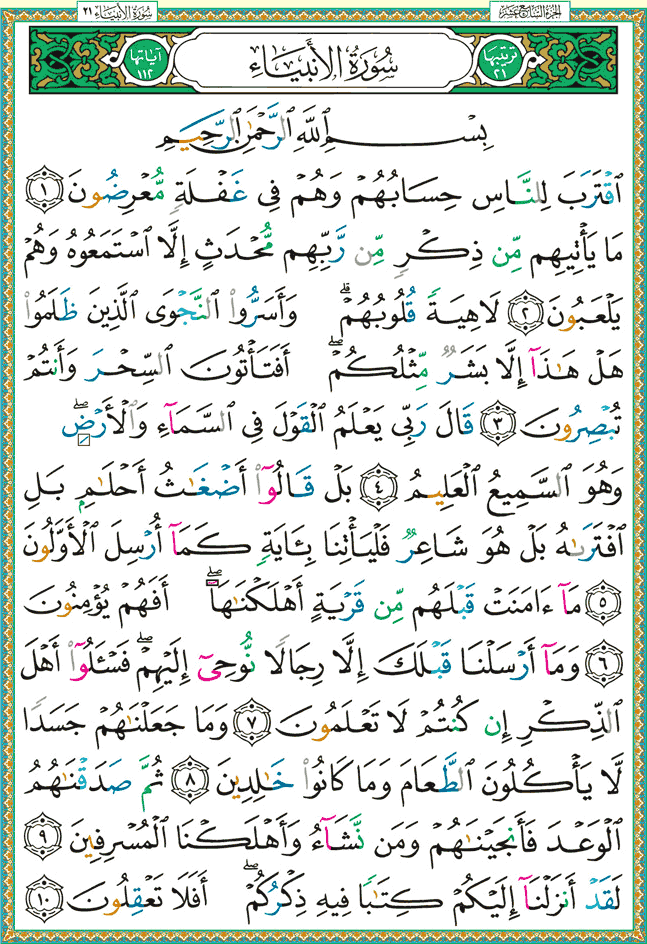 الجزء السابع عشر سورة الأنبياء ٢١
ترتيبها ٢١ سُورَةُ الأَنبِيَاءِ آياتها ١١٢
بِسْمِ ٱللَّهِ ٱلرَّحْمَٰنِ ٱلرَّحِيمِ
ٱقْتَرَبَ لِلنَّاسِ حِسَابُهُمْ وَهُمْ فِى غَفْلَةٍ مُّعْرِضُونَ ١
مَا يَأْتِيهِم مِّن ذِكْرٍ مِّن رَّبِّهِم مُّحْدَثٍ إِلَّا ٱسْتَمَعُوهُ وَهُمْ
يَلْعَبُونَ ٢ لَاهِيَةً قُلُوبُهُمْ ۗ وَأَسَرُّوا۟ ٱلنَّجْوَى ٱلَّذِينَ ظَلَمُوا۟
هَلْ هَٰذَآ إِلَّا بَشَرٌ مِّثْلُكُمْ ۖ أَفَتَأْتُونَ ٱلسِّحْرَ وَأَنتُمْ
تُبْصِرُونَ ٣ قَالَ رَبِّى يَعْلَمُ ٱلْقَوْلَ فِى ٱلسَّمَآءِ وَٱلْأَرْضِ ۖ
وَهُوَ ٱلسَّمِيعُ ٱلْعَلِيمُ ٤ بَلْ قَالُوٓا۟ أَضْغَٰثُ أَحْلَٰمٍ بَلِ
ٱفْتَرَىٰهُ بَلْ هُوَ شَاعِرٌ فَلْيَأْتِنَا بِـَٔايَةٍ كَمَآ أُرْسِلَ ٱلْأَوَّلُونَ
٥ مَآ ءَامَنَتْ قَبْلَهُم مِّن قَرْيَةٍ أَهْلَكْنَٰهَآ ۖ أَفَهُمْ يُؤْمِنُونَ
٦ وَمَآ أَرْسَلْنَا قَبْلَكَ إِلَّا رِجَالًا نُّوحِىٓ إِلَيْهِمْ ۖ فَسْـَٔلُوٓا۟ أَهْلَ
ٱلذِّكْرِ إِن كُنتُمْ لَا تَعْلَمُونَ ٧ وَمَا جَعَلْنَٰهُمْ جَسَدًا
لَّا يَأْكُلُونَ ٱلطَّعَامَ وَمَا كَانُوا۟ خَٰلِدِينَ ٨ ثُمَّ صَدَقْنَٰهُمُ
ٱلْوَعْدَ فَأَنجَيْنَٰهُمْ وَمَن نَّشَآءُ وَأَهْلَكْنَا ٱلْمُسْرِفِينَ ٩
لَقَدْ أَنزَلْنَآ إِلَيْكُمْ كِتَٰبًا فِيهِ ذِكْرُكُمْ ۖ أَفَلَا تَعْقِلُونَ ١٠